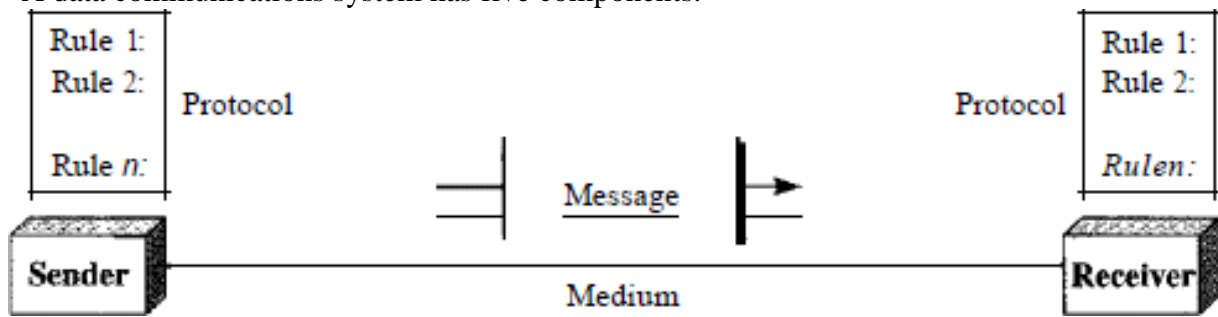 A data communications system has five components.
Rule 1:
Rule 2:
Rule n:
Protocol
Sender
Message
Medium
Protocol
Rule 1:
Rule 2:
Rulen:
Receiver